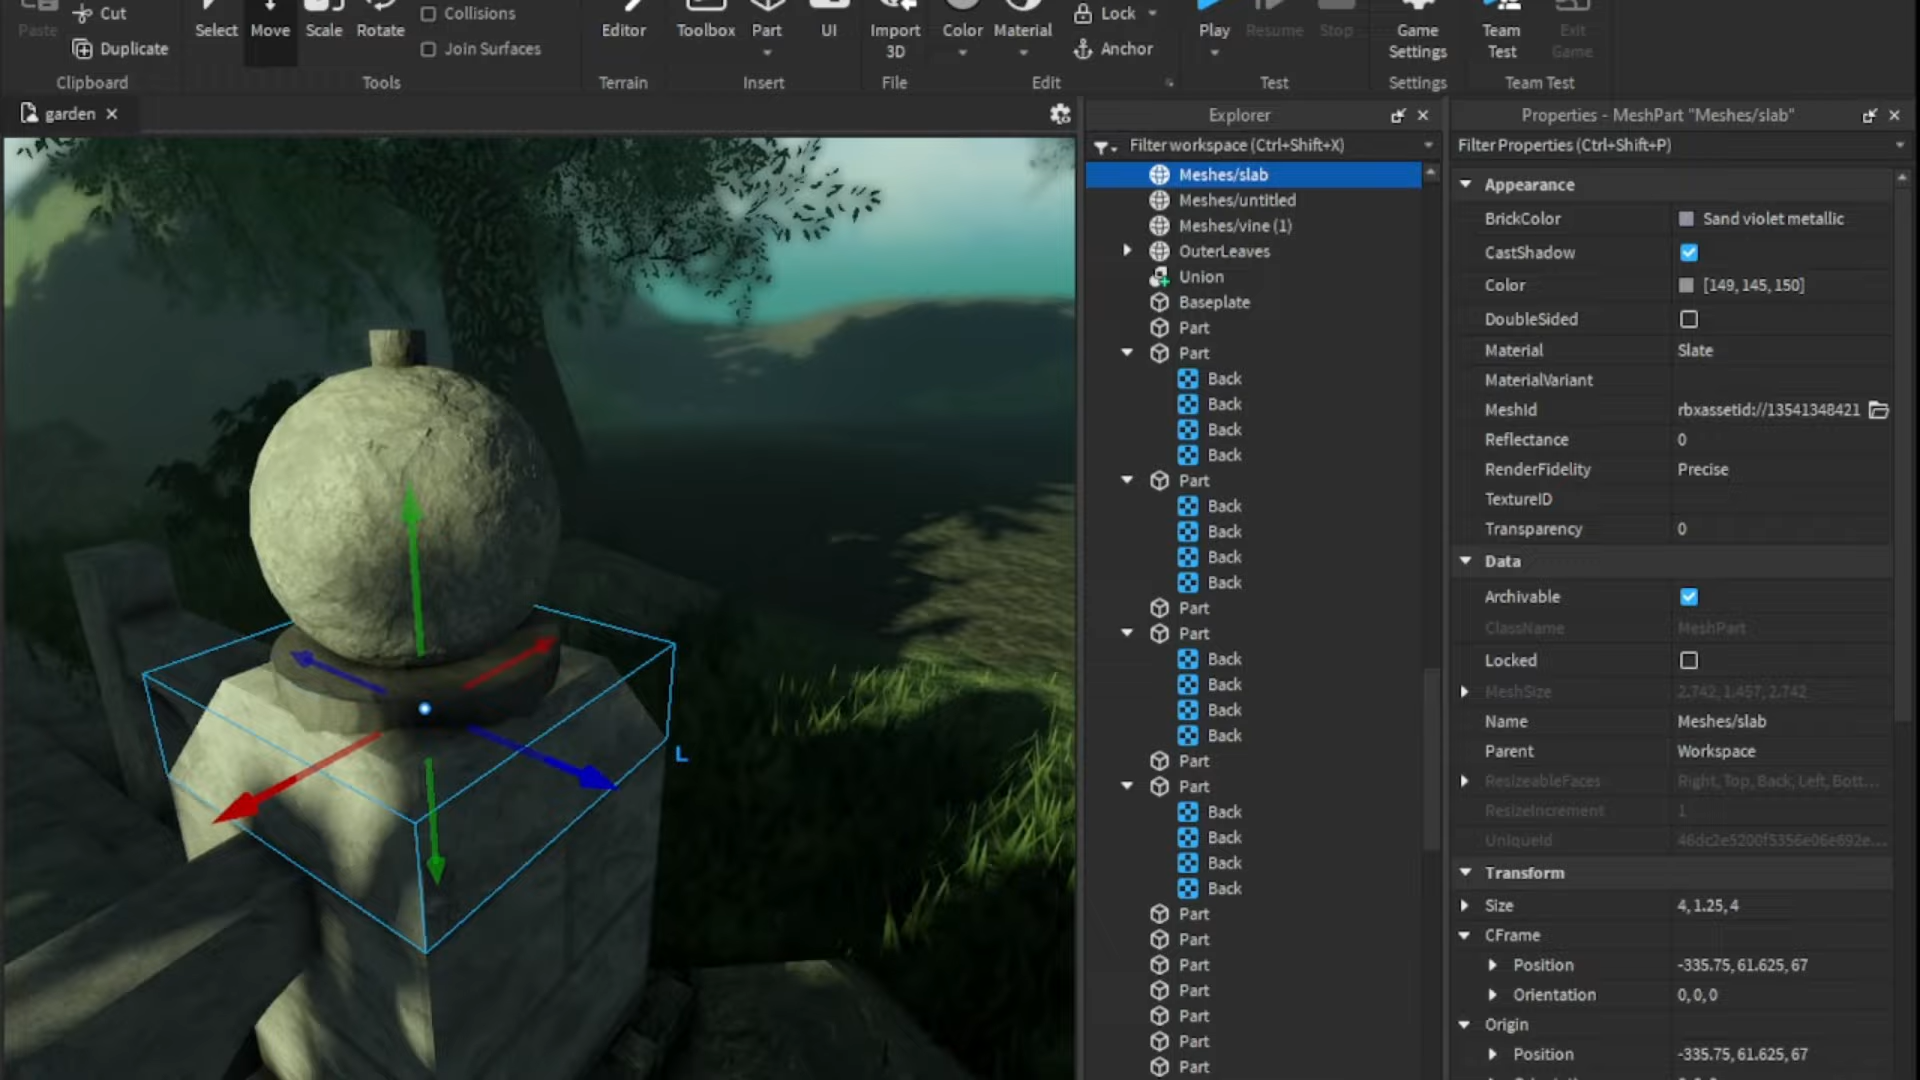 Paste
Cut
Duplicate
Clipboard
Select
Move
Scale
Rotate
Collisions
Join Surfaces
Tools
Editor
Terrain
Toolbox
Part
UI
Insert
Import
3D
File
Color
Material
Lock
Anchor
Edit
Play
Resume
Stop
Test
Game
Settings
Settings
Team
Test
Exit
Game
Team Test
garden
L
Explorer
Filter workspace (Ctrl+Shift+X)
Meshes/slab
Meshes/untitled
Meshes/vine (1)
OuterLeaves
Union
Baseplate
Part
Part
Back
Back
Back
Back
Part
Back
Back
Back
Back
Part
Part
Back
Back
Back
Back
Part
Part
Back
Back
Back
Back
Part
Part
Part
Part
Part
Part
Part
Properties - MeshPart "Meshes/slab"
Filter Properties (Ctrl+Shift+P)
Appearance
BrickColor Sand violet metallic
CastShadow
Color [149, 145, 150]
DoubleSided
Material Slate
MaterialVariant
MeshId rbxassetid://13541348421
Reflectance 0
RenderFidelity Precise
TextureID
Transparency 0
Data
Archivable
ClassName MeshPart
Locked
MeshSize 2.742, 1.457, 2.742
Name Meshes/slab
Parent Workspace
ResizeableFaces Right, Top, Back, Left, Bott...
ResizeIncrement 1
UniqueId 46dc2e5200f5356e06e692e...
Transform
Size 4, 1.25, 4
CFrame
Position -335.75, 61.625, 67
Orientation 0, 0, 0
Origin
Position -335.75, 61.625, 67